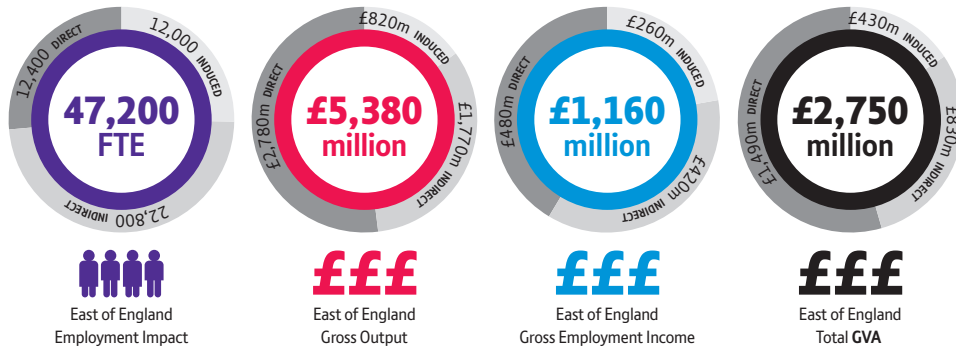 12,400 DIRECT
12,000 INDUCED
22,800 INDIRECT
47,200
FTE
East of England
Employment Impact
£820m INDUCED
£2,780m DIRECT
£1,770m INDIRECT
£5,380
million
£££
East of England
Gross Output
£260m INDUCED
£480m DIRECT
£420m INDIRECT
£1,160
million
£££
East of England
Gross Employment Income
£430m INDUCED
£1,490m DIRECT
£830m INDIRECT
£2,750
million
£££
East of England
Total GVA